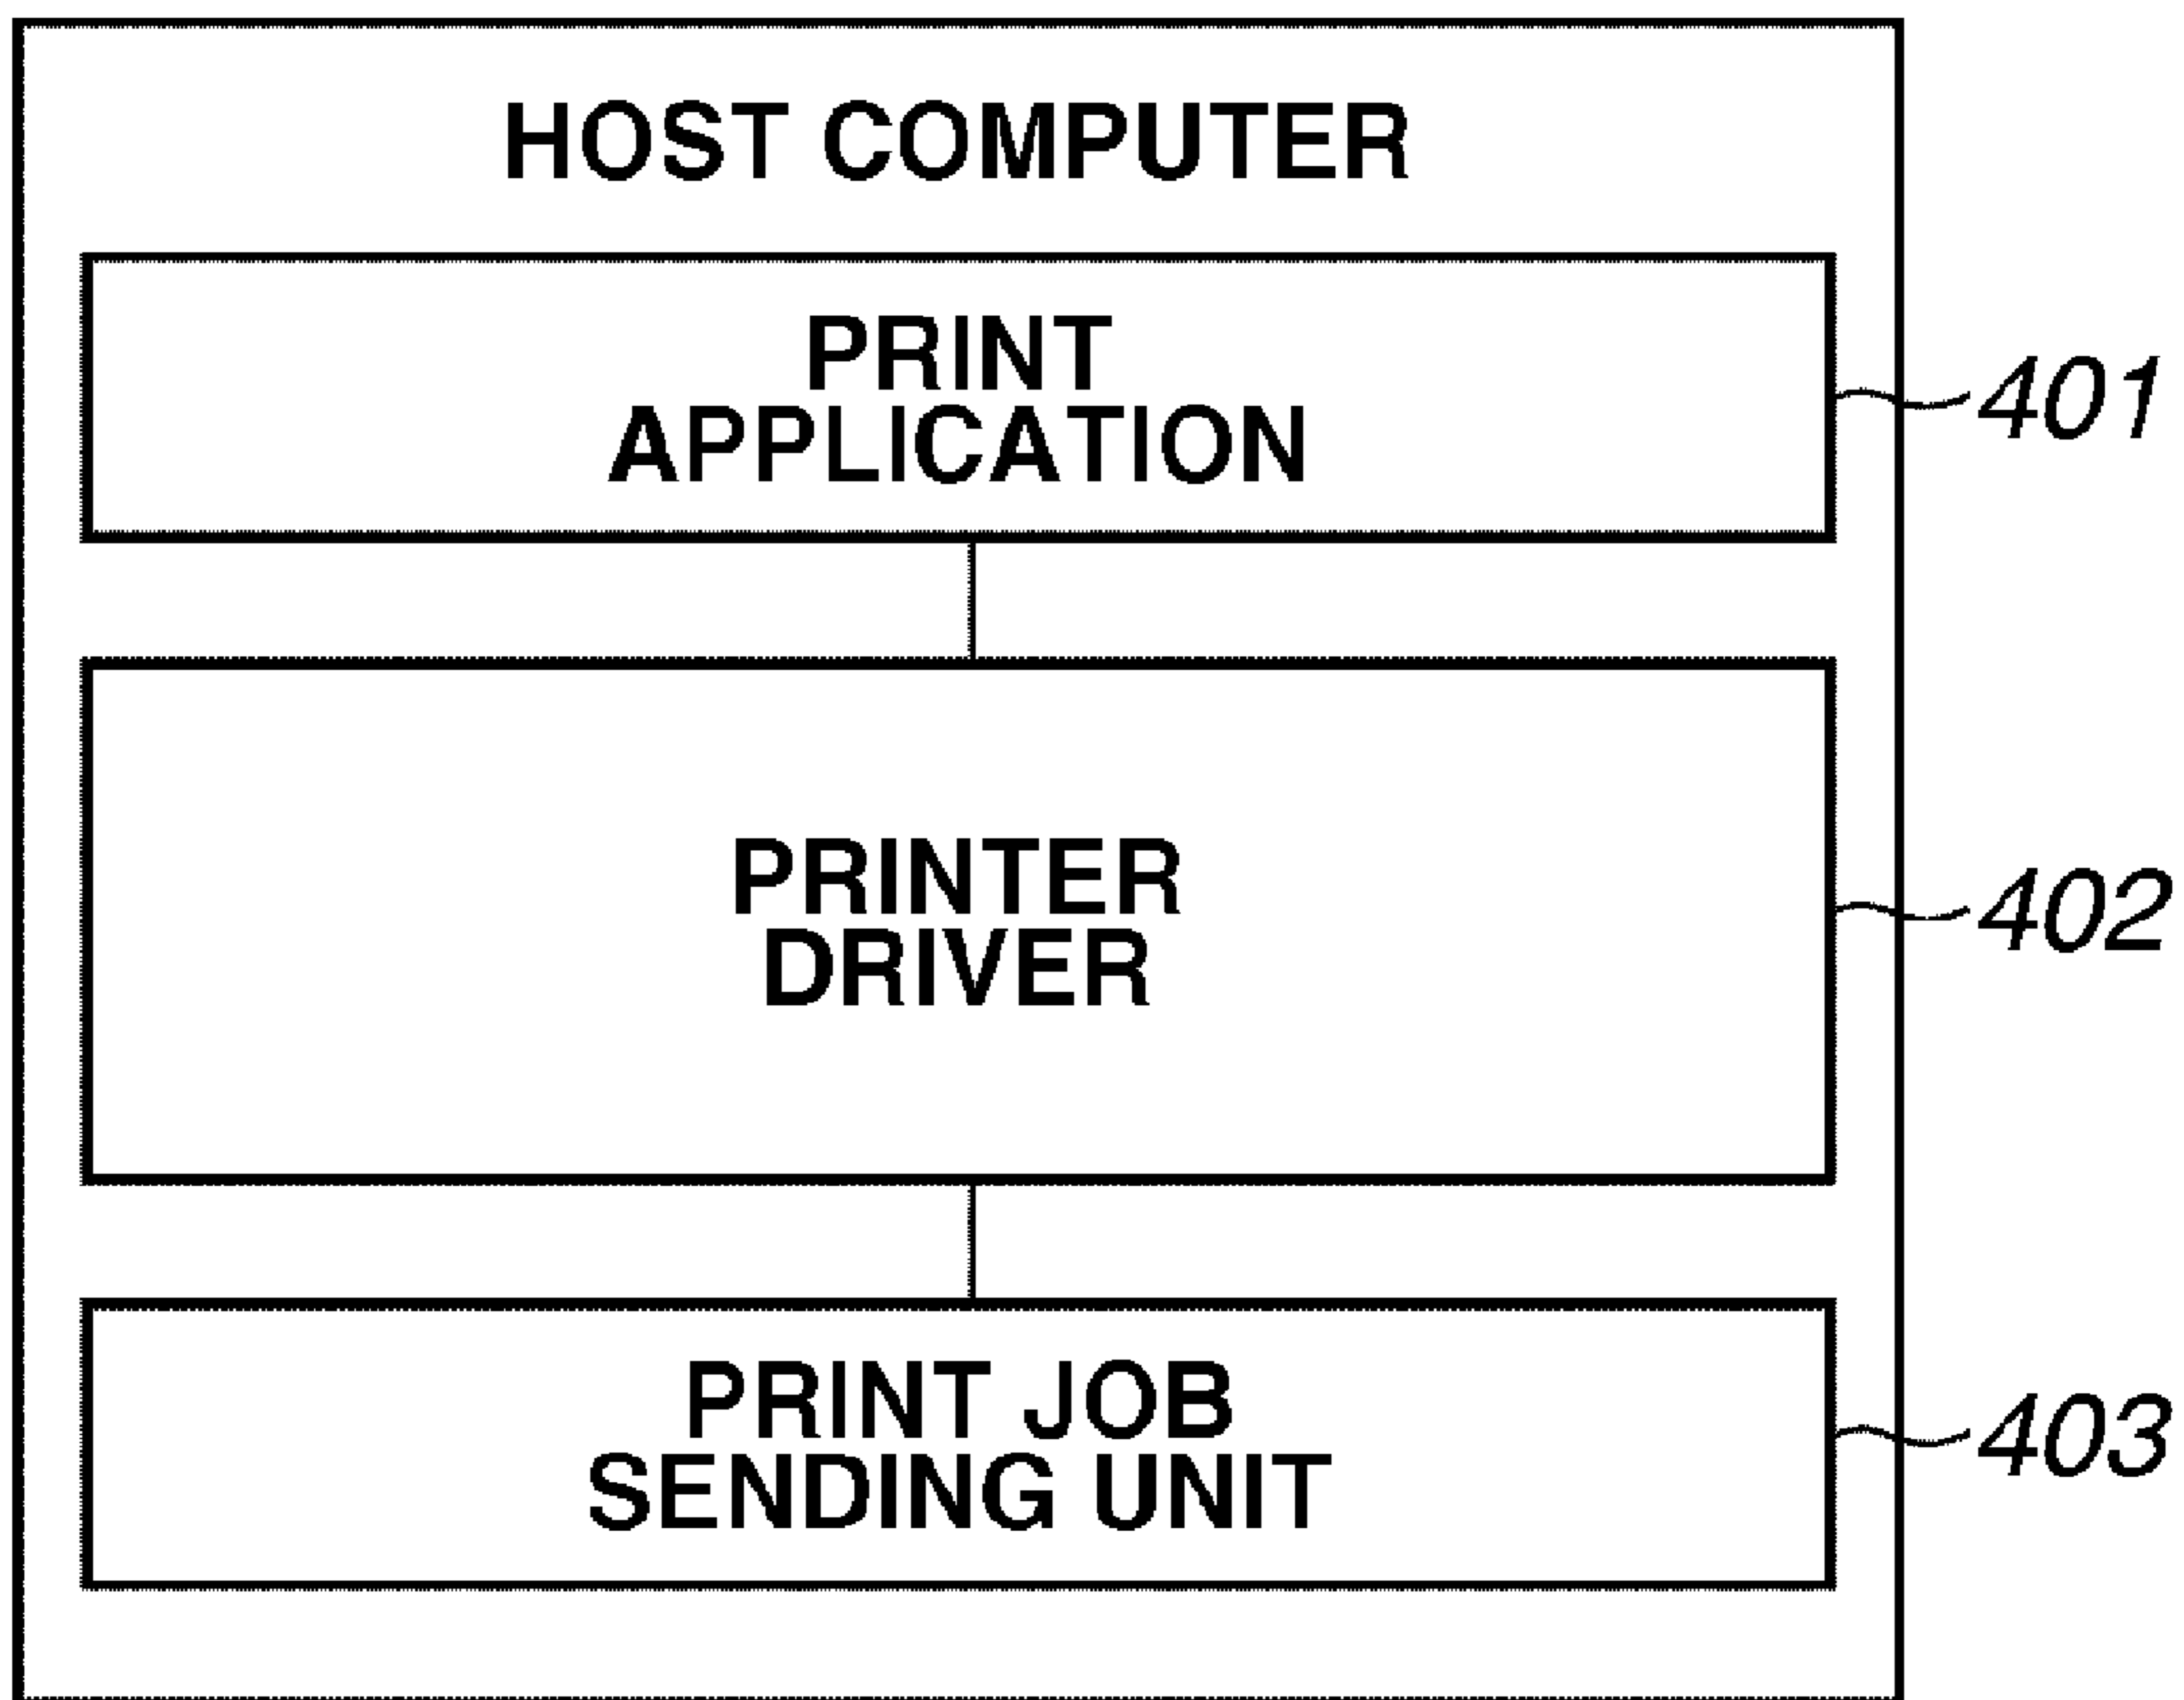 HOST COMPUTER
PRINT
APPLICATION
401
PRINTER
DRIVER
402
PRINT JOB
SENDING UNIT
403